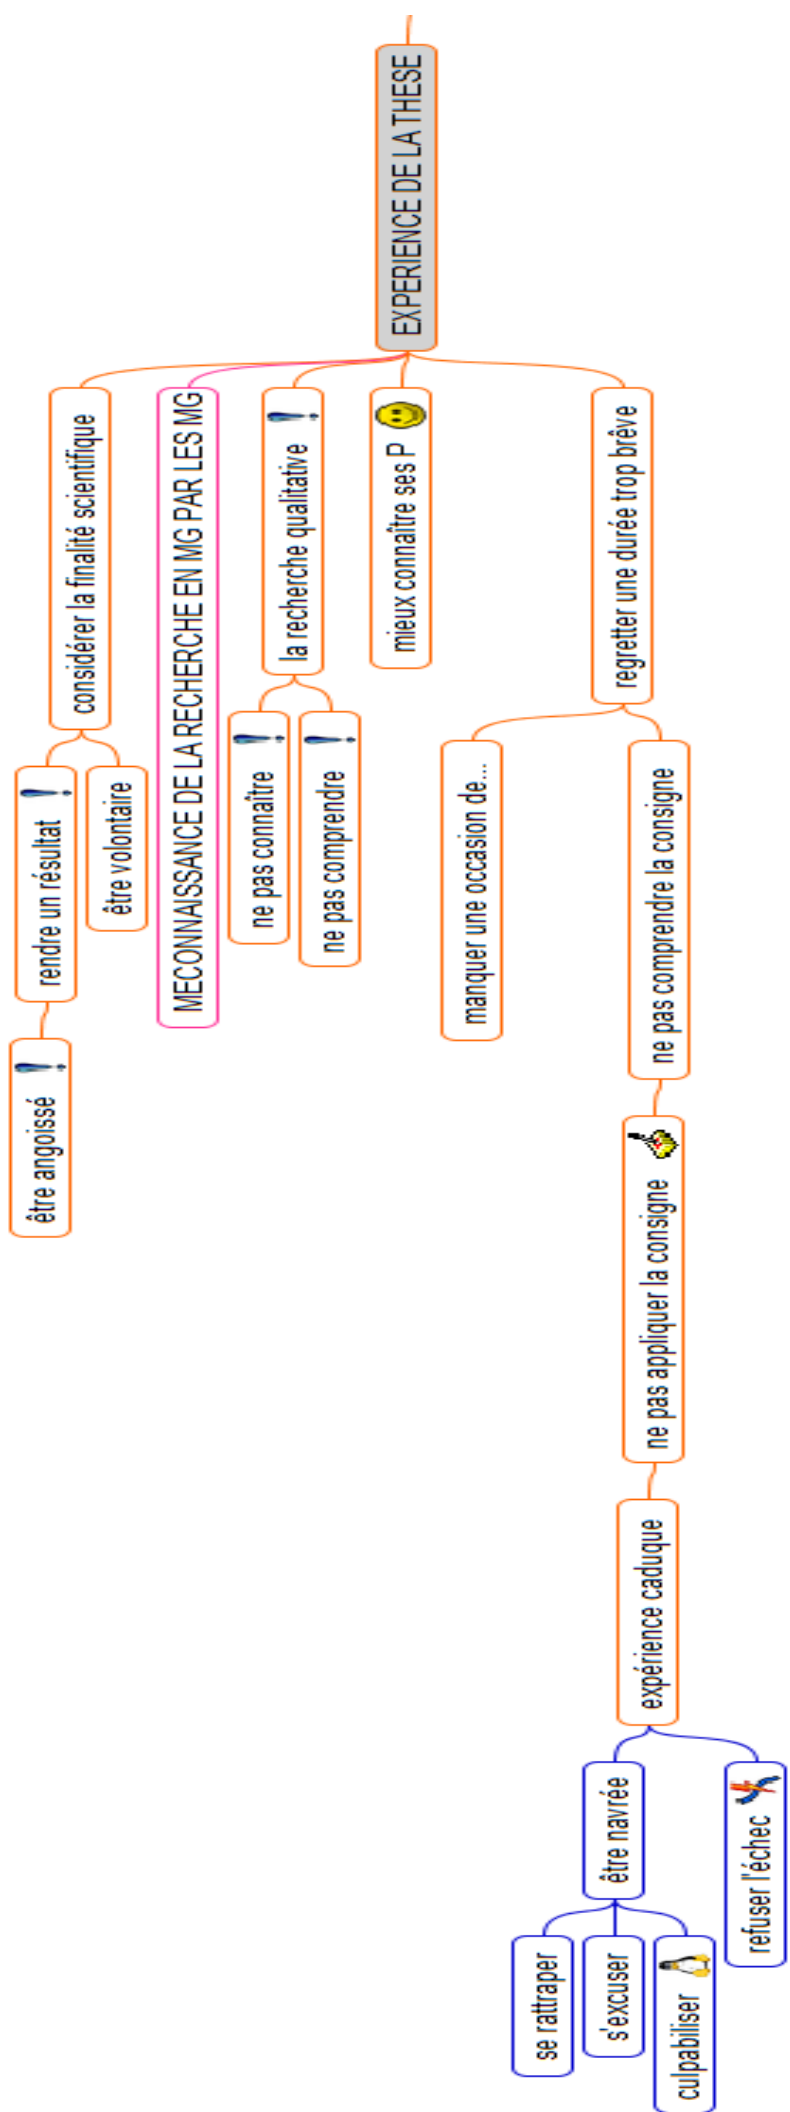 EXPERIENCE DE LA THESE
considérer la finalité scientifique
rendre un résultat
être angoissé
être volontaire
MECONNAISSANCE DE LA RECHERCHE EN MG PAR LES MG
la recherche qualitative
ne pas connaître
ne pas comprendre
mieux connaître ses P
regretter une durée trop brêve
manquer une occasion de...
ne pas comprendre la consigne
ne pas appliquer la consigne
expérience caduque
être navrée
se rattraper
s'excuser
culpabiliser
refuser l'échec